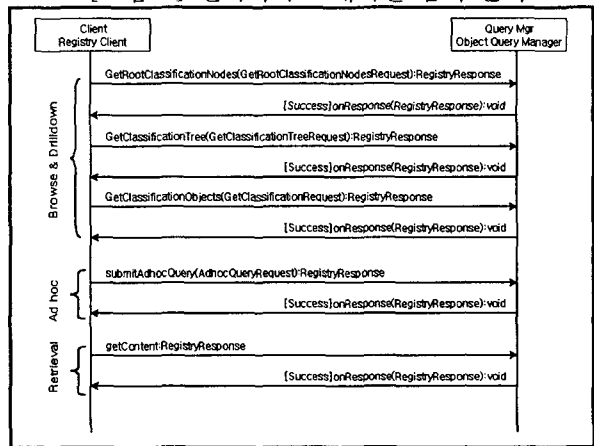 Client
Registry Client
Query Mgr
Object Query Manager
GetRootClassificationNodes(GetRootClassificationNodesRequest):RegistryResponse
[Success]onResponse(RegistryResponse):void
GetClassificationTree(GetClassificationTreeRequest):RegistryResponse
[Success]onResponse(RegistryResponse):void
GetClassificationObjects(GetClassificationRequest):RegistryResponse
[Success]onResponse(RegistryResponse):void
Browse & Drilldown
submitAdhocQuery(AdhocQueryRequest):RegistryResponse
[Success]onResponse(RegistryResponse):void
Ad hoc
getContent:RegistryResponse
[Success]onResponse(RegistryResponse):void
Retrieval